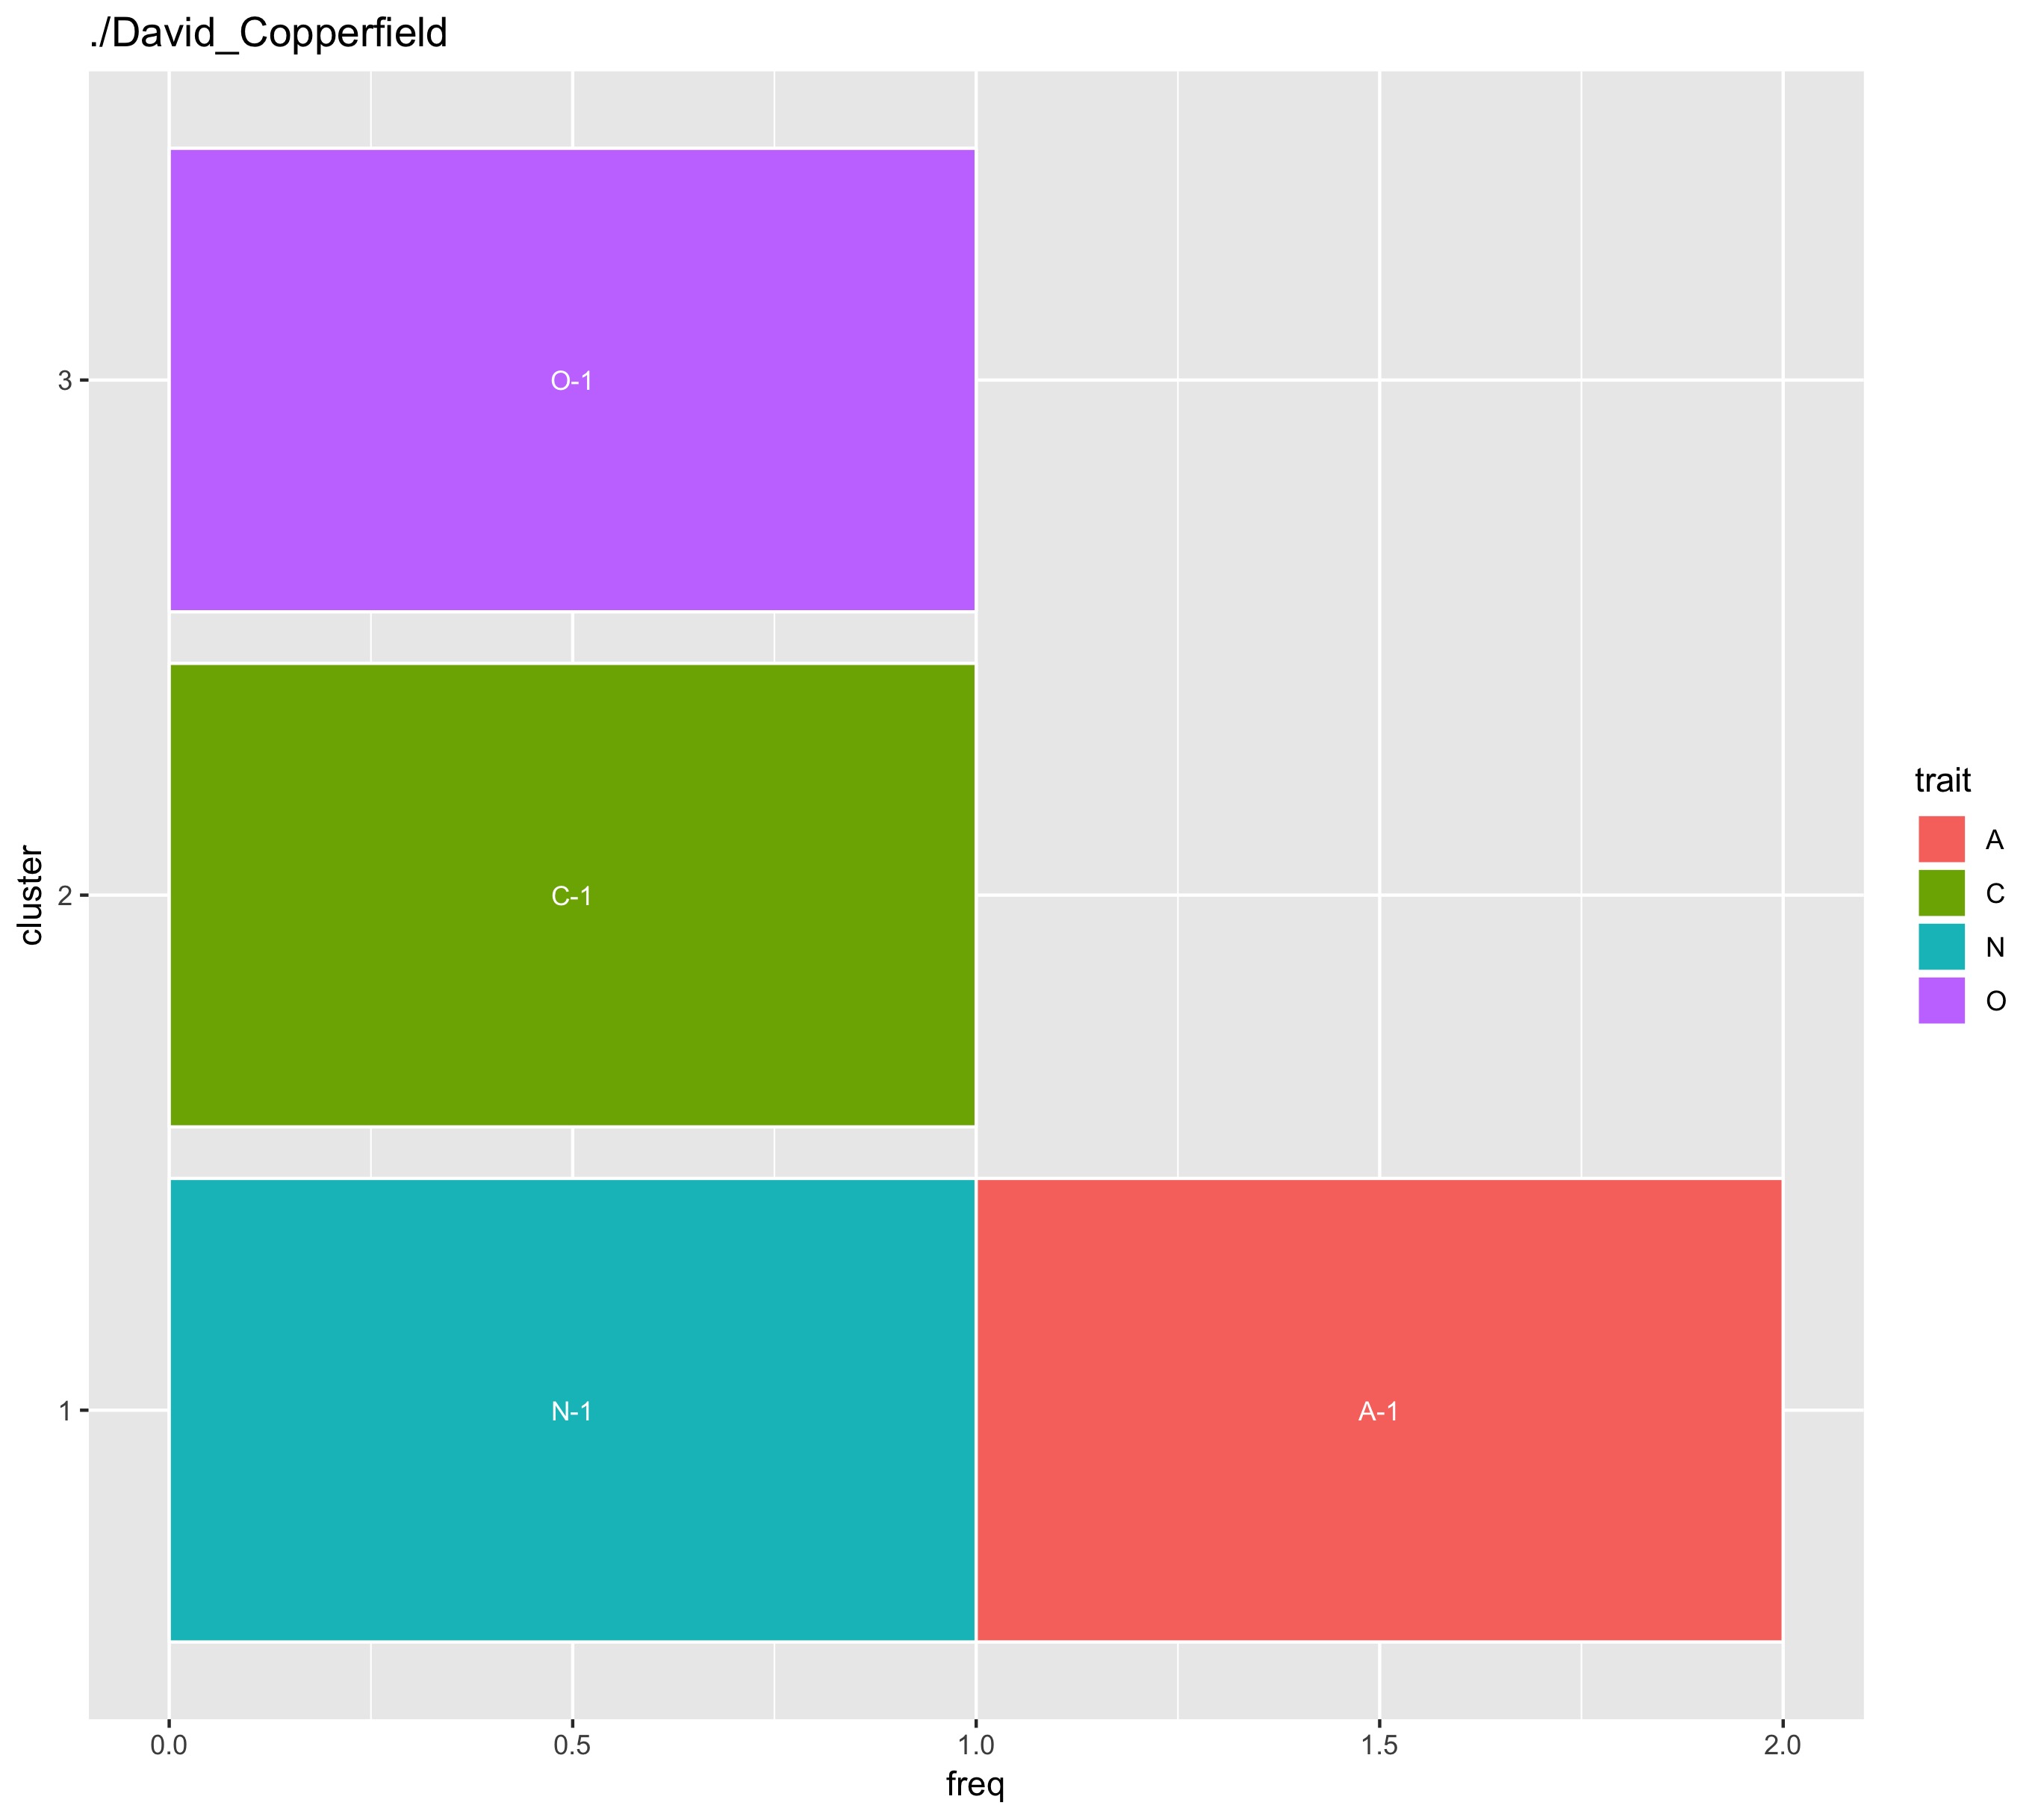 ./David_Copperfield
cluster
3
2
1
O-1
C-1
N-1
A-1
0.0
0.5
1.0
1.5
2.0
freq
trait
A
C
N
O